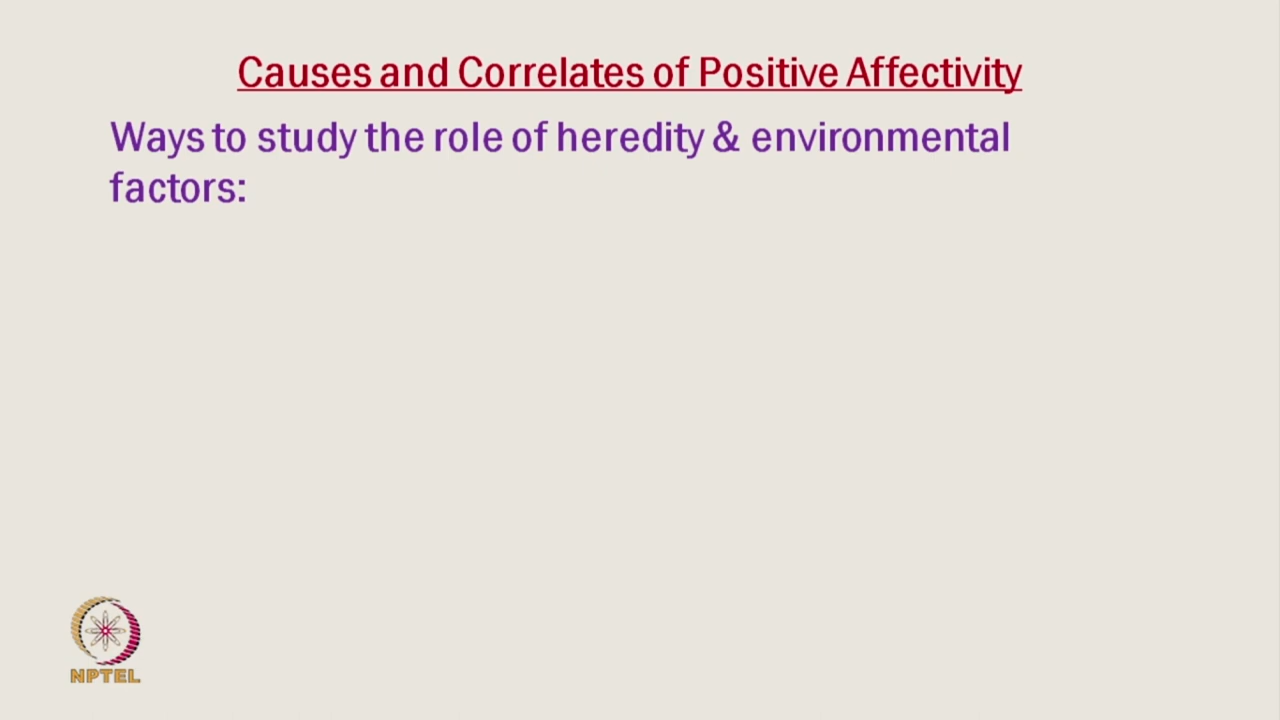 Causes and Correlates of Positive Affectivity
Ways to study the role of heredity & environmental
factors:
NPTEL